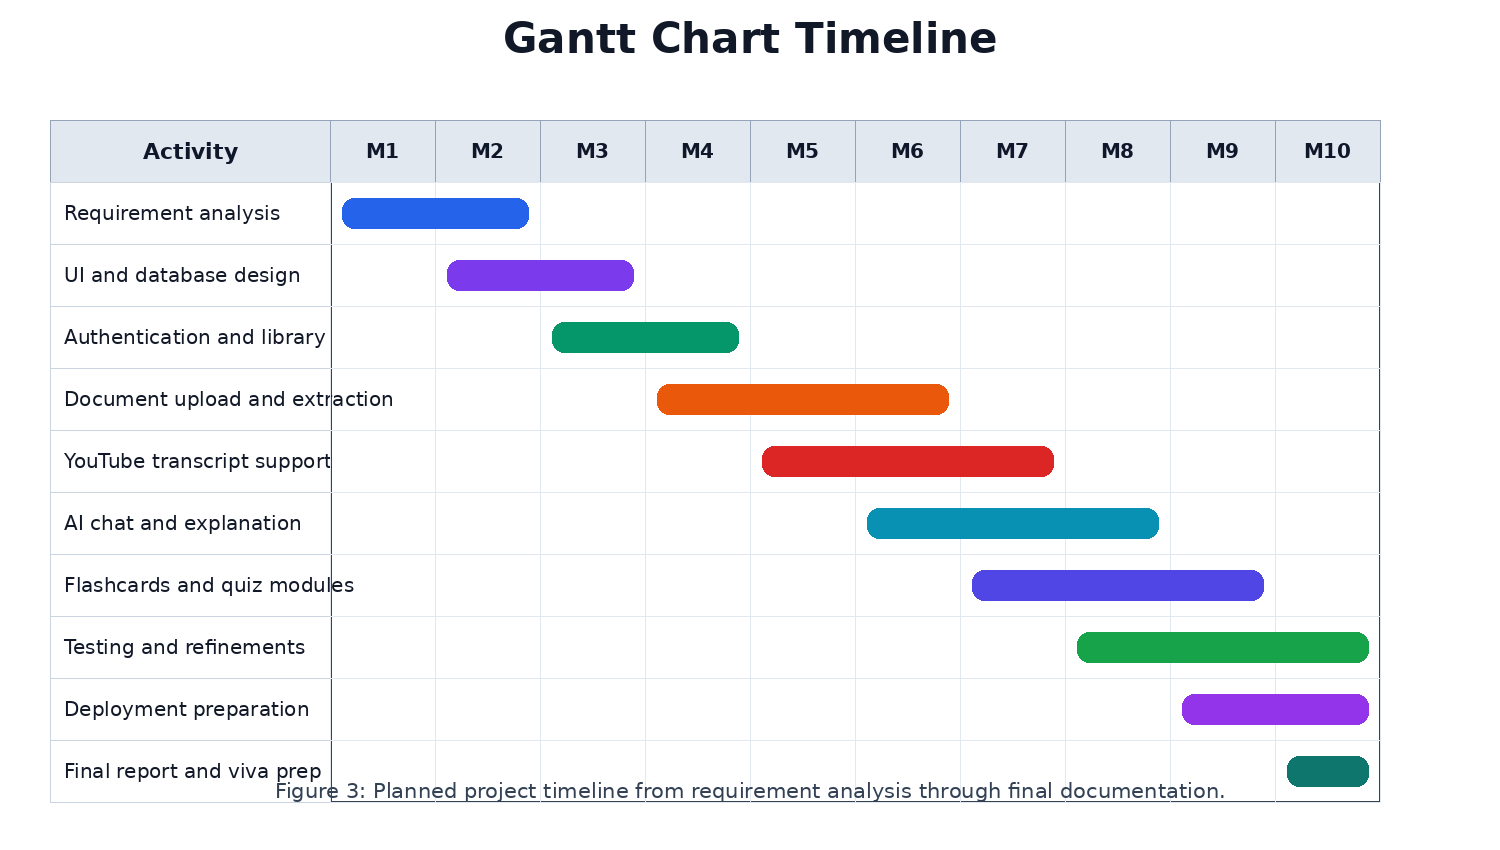 Gantt Chart Timeline
Activity M1 M2 M3 M4 M5 M6 M7 M8 M9 M10
Requirement analysis
UI and database design
Authentication and library
Document upload and extraction
YouTube transcript support
AI chat and explanation
Flashcards and quiz modules
Testing and refinements
Deployment preparation
Final report and viva prep
Figure 3: Planned project timeline from requirement analysis through final documentation.